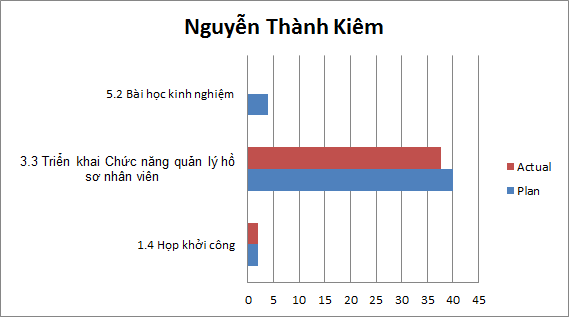 Nguyễn Thành Kiêm
5.2 Bài học kinh nghiệm
3.3 Triển khai Chức năng quản lý hồ
sơ nhân viên
1.4 Họp khởi công
Actual
Plan
0 5 10 15 20 25 30 35 40 45